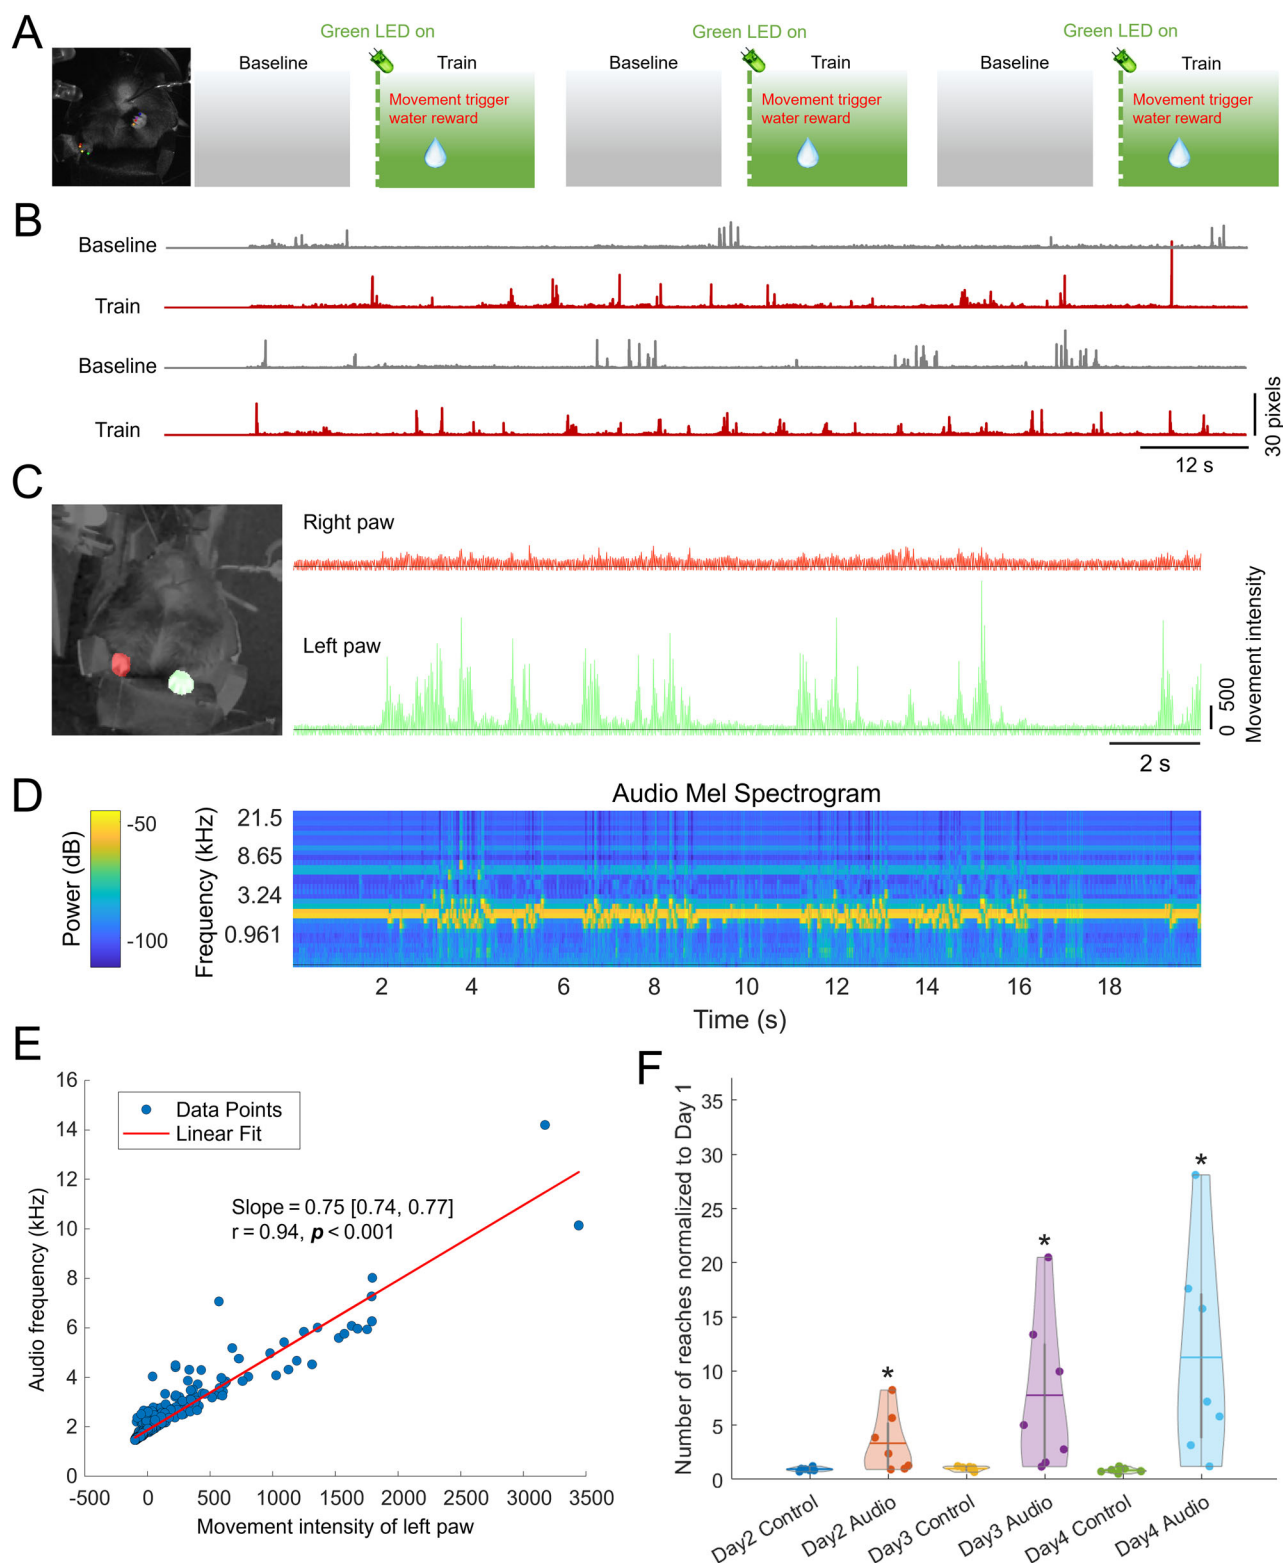 A
Green LED on
Green LED on
Green LED on
Baseline
Train
Baseline
Train
Baseline
Train
Movement trigger
water reward
Movement trigger
water reward
Movement trigger
water reward
B
Baseline
Train
Baseline
Train
30 pixels
12 s
C
Right paw
Left paw
0 500
Movement intensity
2 s
D
Audio Mel Spectrogram
Power (dB)
-50
-100
Frequency (kHz)
21.5
8.65
3.24
0.961
2 4 6 8 10 12 14 16 18
Time (s)
E
Audio frequency (kHz)
16
14
12
10
8
6
4
2
0
Data Points
Linear Fit
Slope = 0.75 [0.74, 0.77]
r = 0.94, p < 0.001
-500 0 500 1000 1500 2000 2500 3000 3500
Movement intensity of left paw
F
Number of reaches normalized to Day 1
35
30
25
20
15
10
5
0
*
*
*
Day2 Control
Day2 Audio
Day3 Control
Day3 Audio
Day4 Control
Day4 Audio